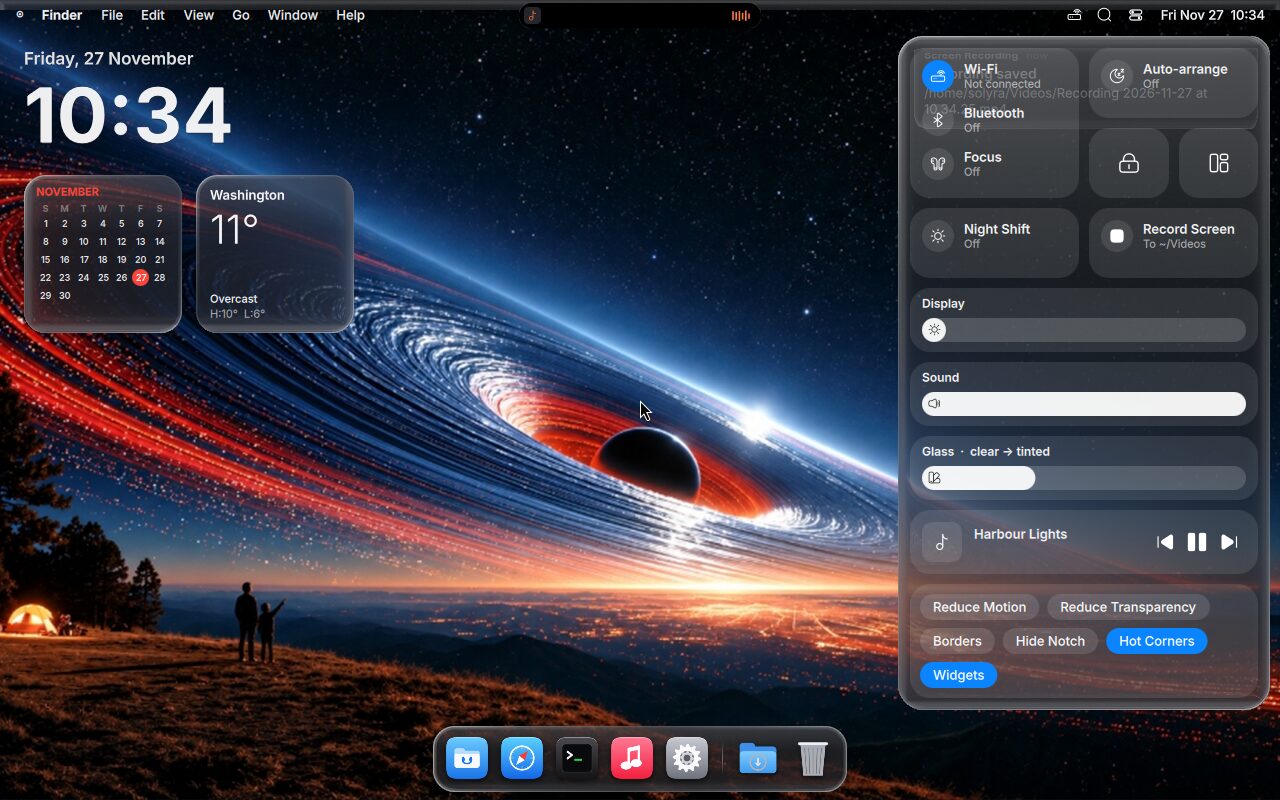 Finder File Edit View Go Window Help
Fri Nov 27 10:34
Friday, 27 November
10:34
NOVEMBER
S M T W T F S
1 2 3 4 5 6 7
8 9 10 11 12 13 14
15 16 17 18 19 20 21
22 23 24 25 26 27 28
29 30
Washington
11°
Overcast
H:10° L:6°
Screen Recording now
saved
/home/solyra/Videos/Recording 2026-11-27 at
Wi-Fi
Not connected
Bluetooth
Off
Focus
Off
Auto-arrange
Off
Night Shift
Off
Record Screen
To ~/Videos
Display
Sound
Glass · clear → tinted
Harbour Lights
Reduce Motion
Reduce Transparency
Borders
Hide Notch
Hot Corners
Widgets